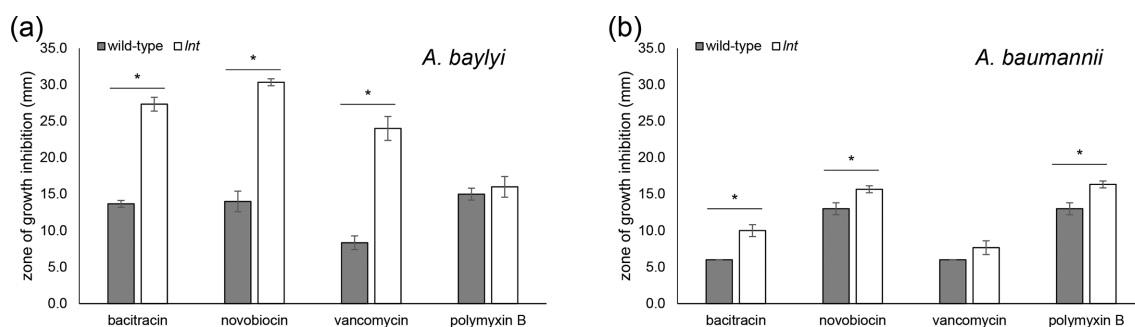 (a)
wild-type lnt
A. baylyi
zone of growth inhibition (mm)
35.0
30.0
25.0
20.0
15.0
10.0
5.0
0.0
*
*
*
bacitracin novobiocin vancomycin polymyxin B
(b)
wild-type lnt
A. baumannii
zone of growth inhibition (mm)
35.0
30.0
25.0
20.0
15.0
10.0
5.0
0.0
*
*
*
bacitracin novobiocin vancomycin polymyxin B